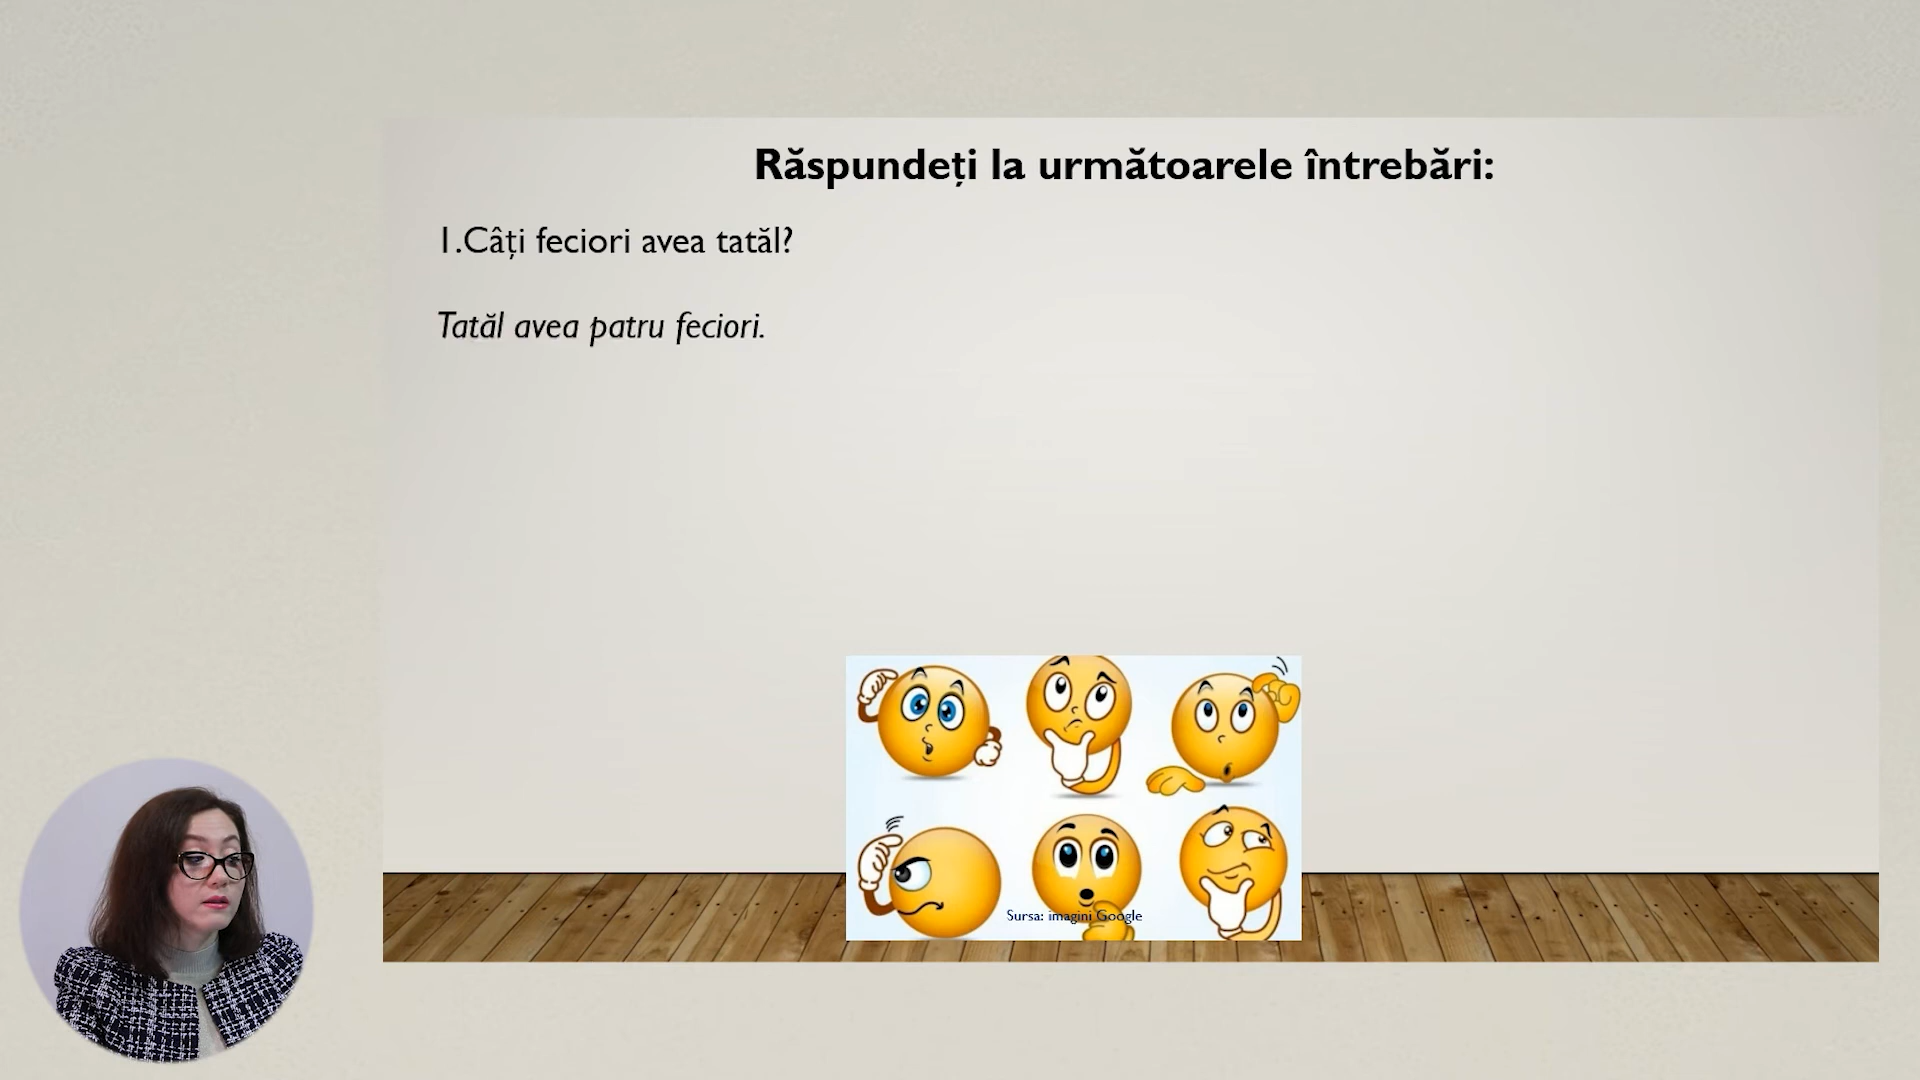 Răspundeți la următoarele întrebări:
1.Câți feciori avea tatăl?
Tatăl avea patru feciori.
Sursa: imagini Google